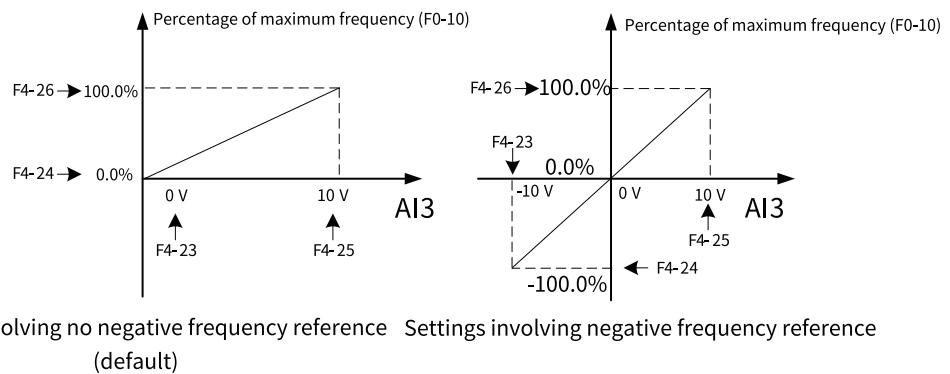 Percentage of maximum frequency (F0-10)
F4-26
100.0%
F4-24
0.0%
0 V
10 V
AI3
F4-23
F4-25
olving no negative frequency reference
(default)
Percentage of maximum frequency (F0-10)
F4-26
100.0%
F4-23
0.0%
-10 V
0 V
10 V
AI3
F4-25
F4-24
-100.0%
Settings involving negative frequency reference